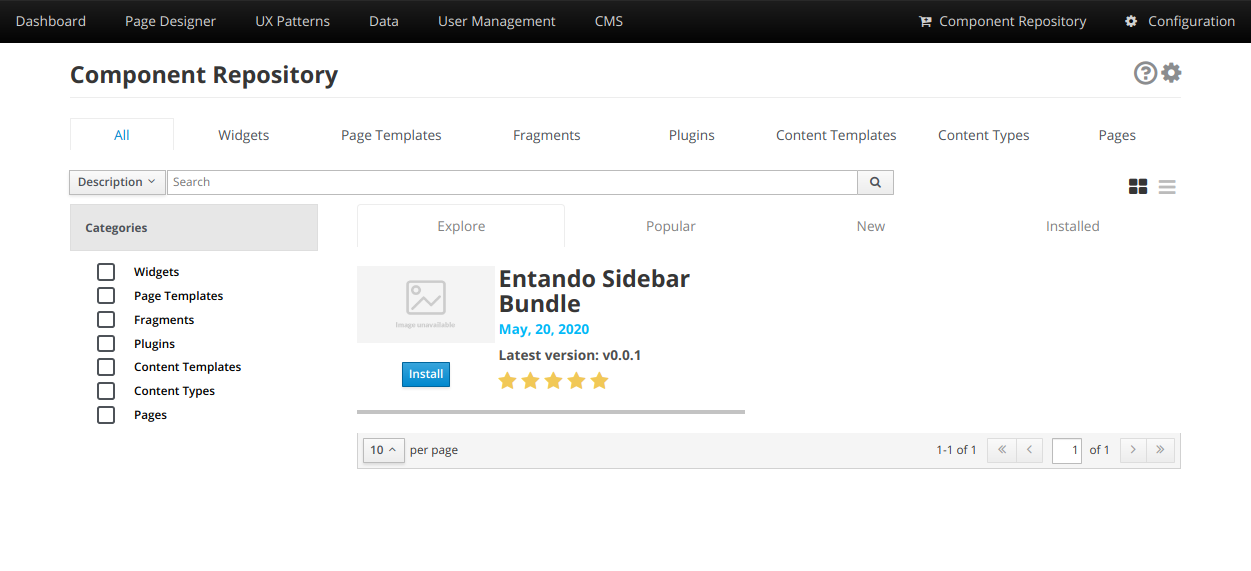 Dashboard Page Designer UX Patterns Data User Management CMS Component Repository Configuration
Component Repository
All Widgets Page Templates Fragments Plugins Content Templates Content Types Pages
Description Search
Categories
Widgets
Page Templates
Fragments
Plugins
Content Templates
Content Types
Pages
Explore Popular New Installed
Image unavailable
Install
Entando Sidebar
Bundle
May, 20, 2020
Latest version: v0.0.1
10 per page 1-1 of 1 1 of 1